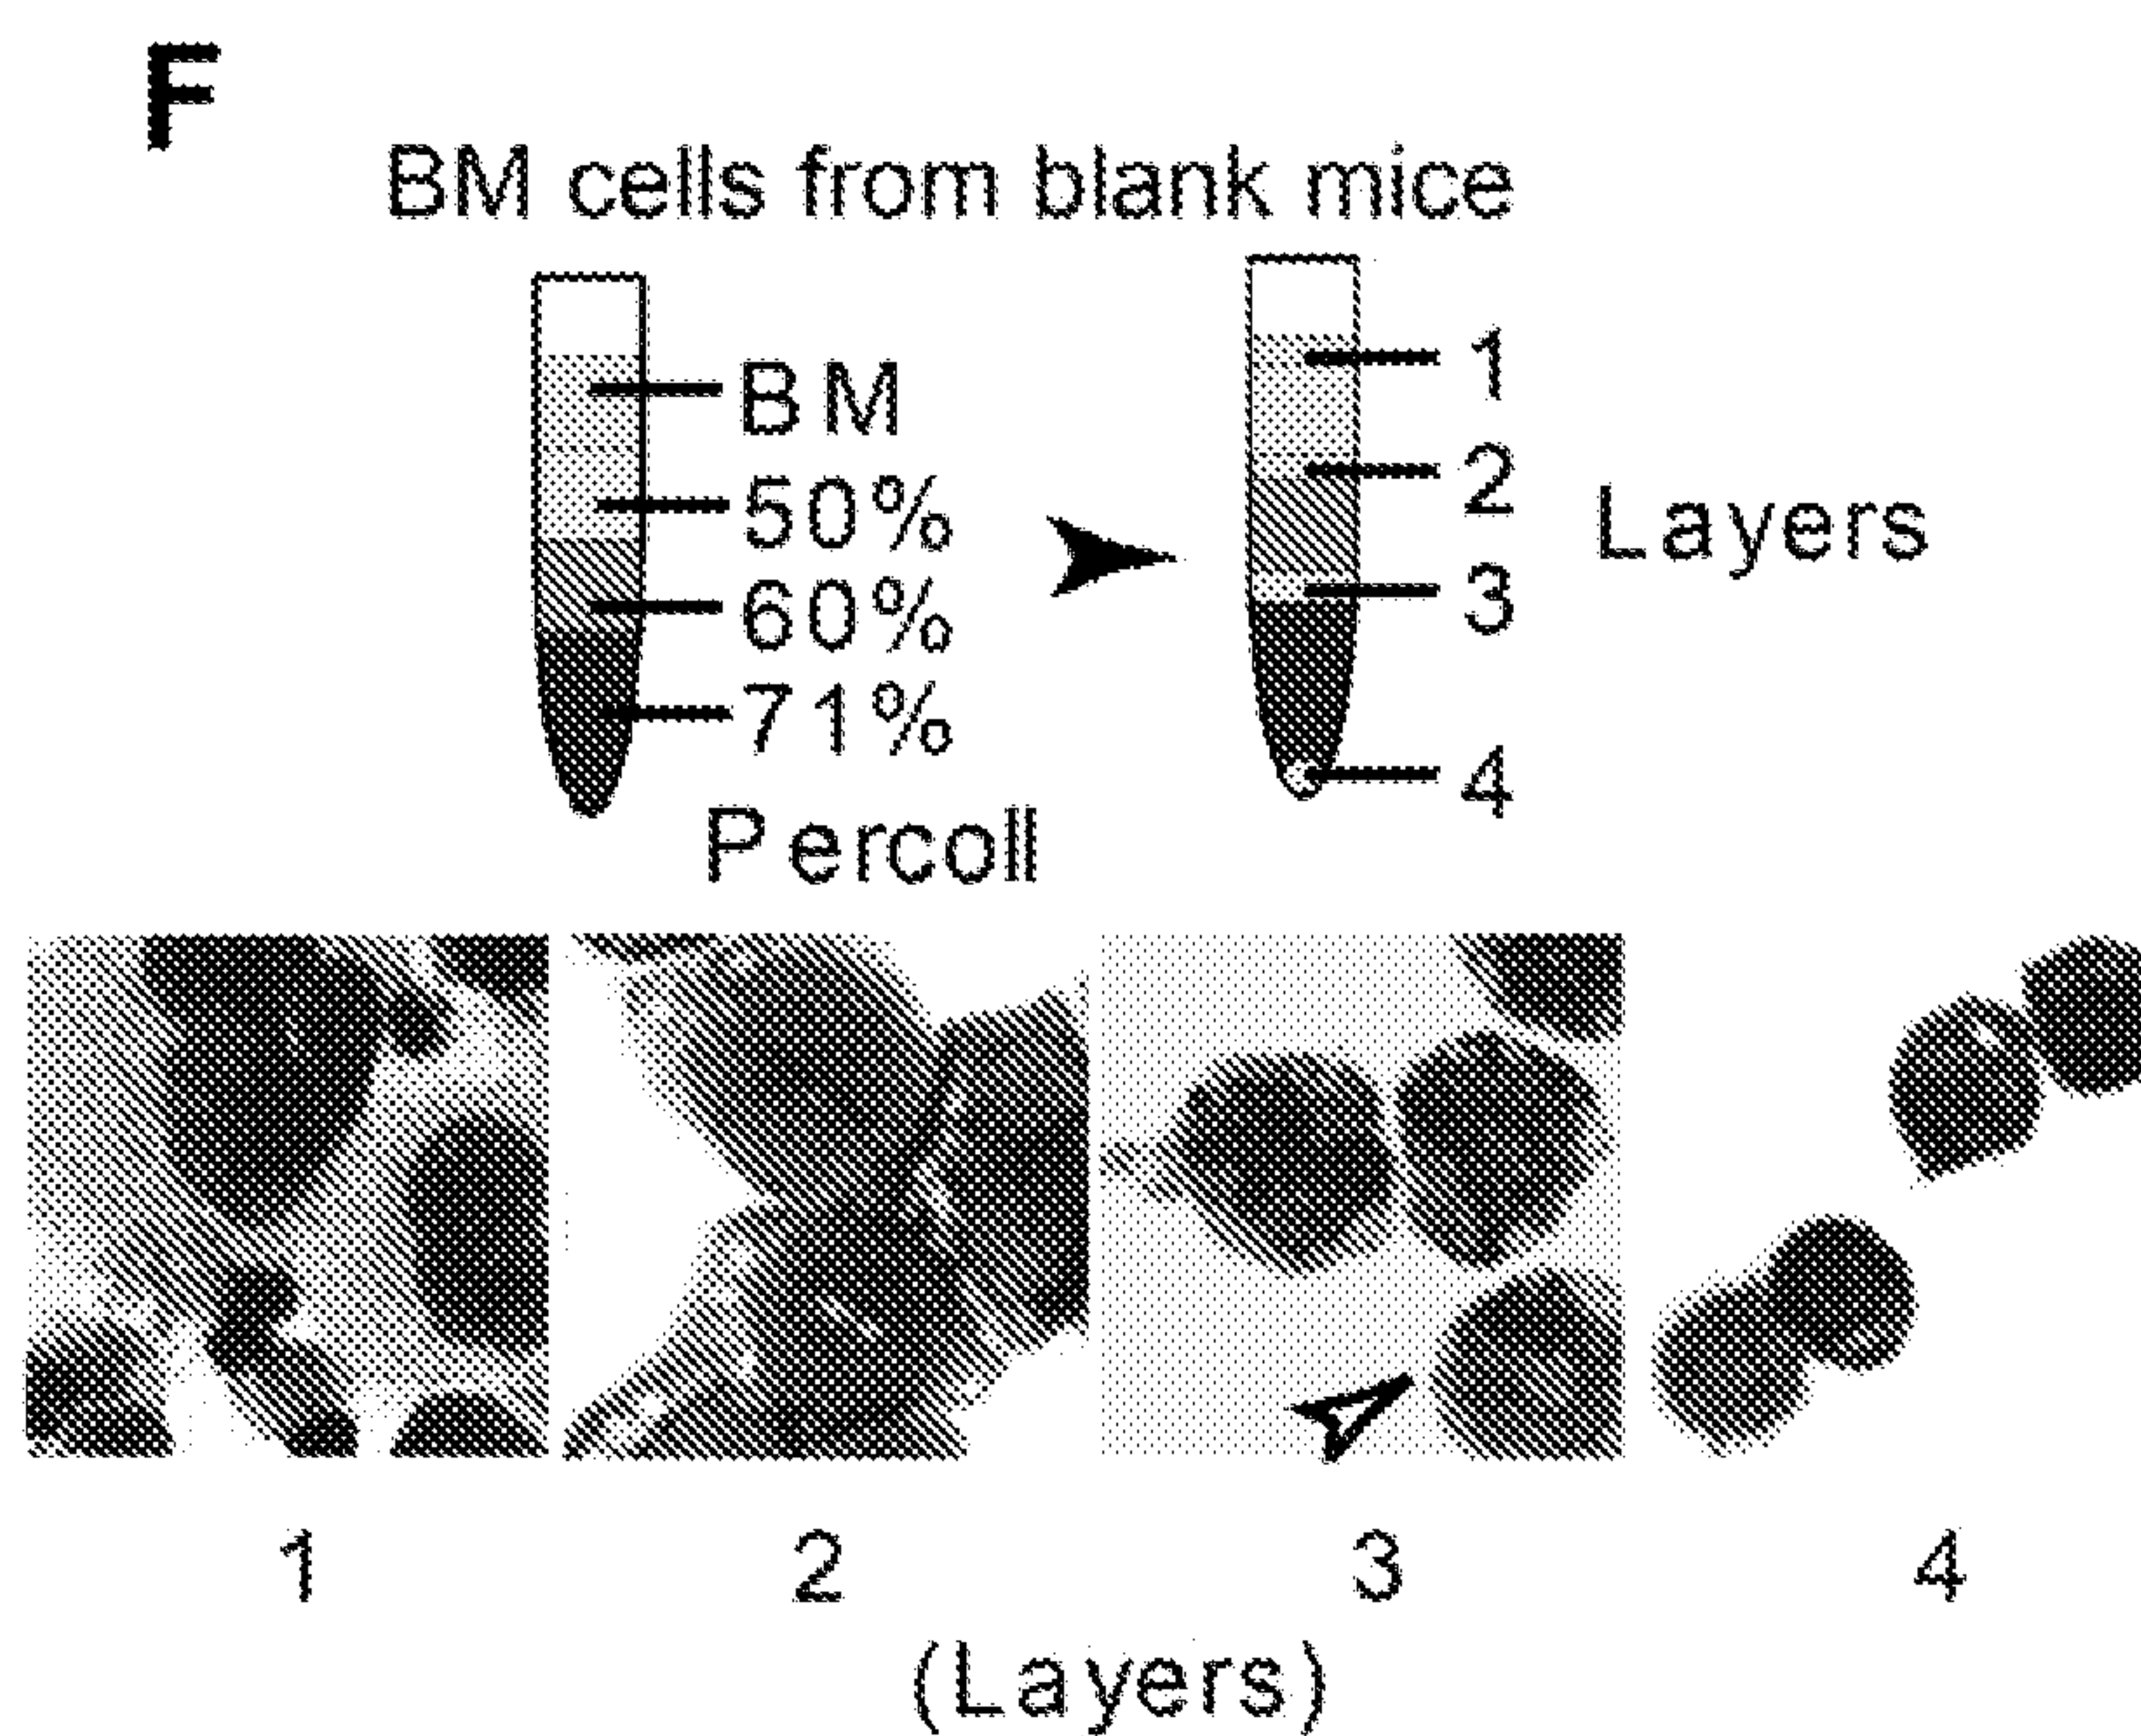 F
BM cells from blank mice
BM
50%
60%
71%
Percoll
1
2
3
4
Layers
1 2 3 4
(Layers)